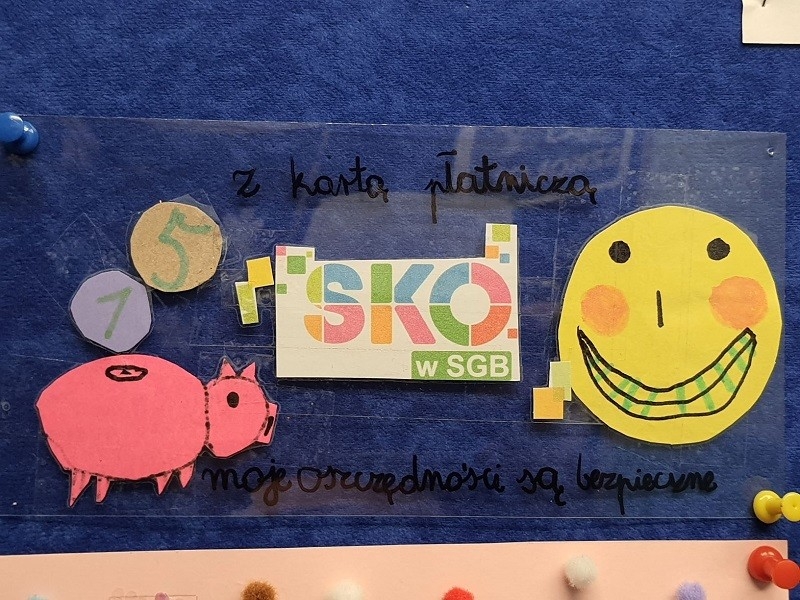 z kartą płatniczą
5
1
SKO
w SGB
moje oszczędności są bezpieczne